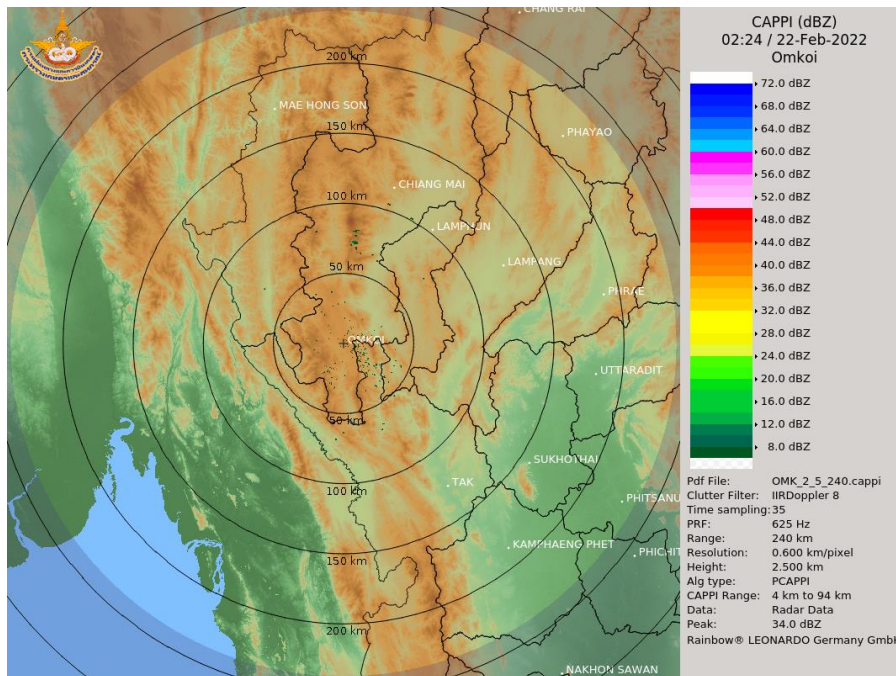 CHANG RAI
200 km
MAE HONG SON
150 km
PHAYAO
CHIANG MAI
100 km
LAMPHUN
LAMPANG
50 km
PHRAE
OMKOI
UTTARADIT
50 km
SUKHOTHAI
TAK
100 km
PHITSANU
KAMPHAENG PHET
PHICHIT
150 km
200 km
NAKHON SAWAN
CAPPI (dBZ)
02:24 / 22-Feb-2022
Omkoi
72.0 dBZ
68.0 dBZ
64.0 dBZ
60.0 dBZ
56.0 dBZ
52.0 dBZ
48.0 dBZ
44.0 dBZ
40.0 dBZ
36.0 dBZ
32.0 dBZ
28.0 dBZ
24.0 dBZ
20.0 dBZ
16.0 dBZ
12.0 dBZ
8.0 dBZ
Pdf File: OMK_2_5_240.cappi
Clutter Filter: IIRDoppler 8
Time sampling: 35
PRF: 625 Hz
Range: 240 km
Resolution: 0.600 km/pixel
Height: 2.500 km
Alg type: PCAPPI
CAPPI Range: 4 km to 94 km
Data: Radar Data
Peak: 34.0 dBZ
Rainbow® LEONARDO Germany GmbH